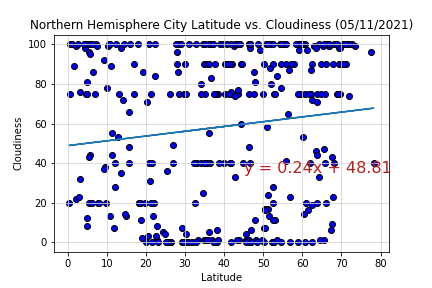 Northern Hemisphere City Latitude vs. Cloudiness (05/11/2021)
100
80
60
40
20
0
Cloudiness
y = 0.24x + 48.81
0 10 20 30 40 50 60 70 80
Latitude